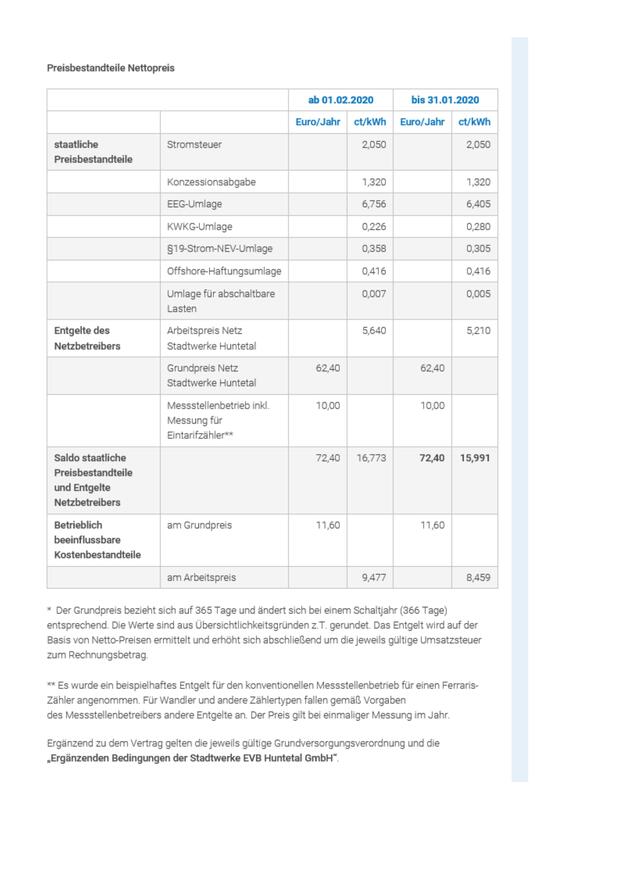 Preisbestandteile Nettopreis
ab 01.02.2020 bis 31.01.2020
Euro/Jahr ct/kWh Euro/Jahr ct/kWh
staatliche Stromsteuer 2,050 2,050
Preisbestandteile
Konzessionsabgabe 1,320 1,320
EEG-Umlage 6,756 6,405
KWKG-Umlage 0,226 0,280
§19-Strom-NEV-Umlage 0,358 0,305
Offshore-Haftungsumlage 0,416 0,416
Umlage für abschaltbare 0,007 0,005
Lasten
Entgelte des Arbeitspreis Netz 5,640 5,210
Netzbetreibers Stadtwerke Huntetal
Grundpreis Netz 62,40 62,40
Stadtwerke Huntetal
Messstellenbetrieb inkl. 10,00 10,00
Messung für
Eintarifzähler**
Saldo staatliche 72,40 16,773 72,40 15,991
Preisbestandteile
und Entgelte
Netzbetreibers
Betrieblich am Grundpreis 11,60 11,60
beeinflussbare
Kostenbestandteile
am Arbeitspreis 9,477 8,459
* Der Grundpreis bezieht sich auf 365 Tage und ändert sich bei einem Schaltjahr (366 Tage)
entsprechend. Die Werte sind aus Übersichtlichkeitsgründen z.T. gerundet. Das Entgelt wird auf der
Basis von Netto-Preisen ermittelt und erhöht sich abschließend um die jeweils gültige Umsatzsteuer
zum Rechnungsbetrag.
** Es wurde ein beispielhaftes Entgelt für den konventionellen Messstellenbetrieb für einen Ferraris-
Zähler angenommen. Für Wandler und andere Zählertypen fallen gemäß Vorgaben
des Messstellenbetreibers andere Entgelte an. Der Preis gilt bei einmaliger Messung im Jahr.
Ergänzend zu dem Vertrag gelten die jeweils gültige Grundversorgungsverordnung und die
„Ergänzenden Bedingungen der Stadtwerke EVB Huntetal GmbH“.